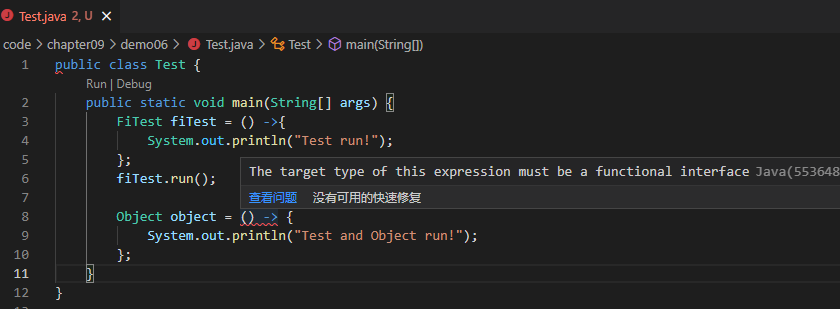 Test.java 2, U ×
code > chapter09 > demo06 > Test.java > Test > main(String[])
1 public class Test {
Run | Debug
2 public static void main(String[] args) {
3 FiTest fiTest = () ->{
4 System.out.println("Test run!");
5 };
The target type of this expression must be a functional interface Java(553648
6 fiTest.run();
查看问题 没有可用的快速修复
7
8 Object object = () -> {
9 System.out.println("Test and Object run!");
10 };
11 }
12 }